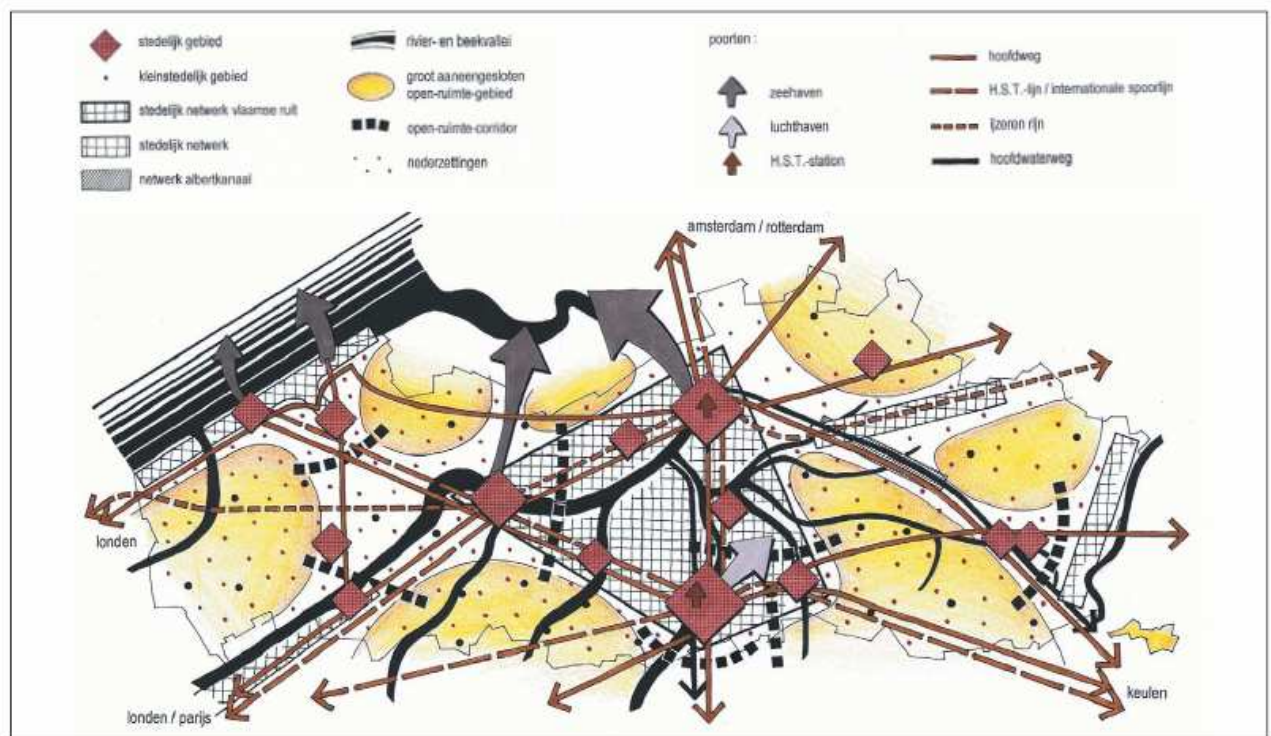 stedelijk gebied
kleinstedelijk gebied
stedelijk netwerk vlaamse ruit
stedelijk netwerk
netwerk albertkanaal
rivier- en beekvallei
groot aaneengesloten
open-ruimte-gebied
open-ruimte-corridor
nederzettingen
poorten :
zeehaven
luchthaven
H.S.T.-station
hoofdweg
H.S.T.-lijn / internationale spoorlijn
ijzeren rijn
hoofdwaterweg
amsterdam / rotterdam
londen
londen / parijs
keulen